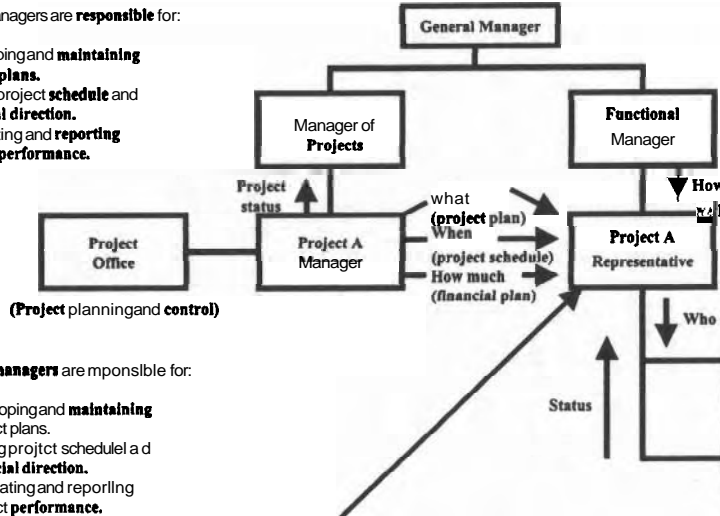 nagers are responsible for:
ping and maintaining
plans.
project schedule and
l direction.
ting and reporting
performance.
General Manager
Manager of
Projects
Functional
Manager
Project
status
what
(project plan)
When
(project schedule)
How much
(financial plan)
How
Project
Office
Project A
Manager
Project A
Representative
(Project planning and control)
Who
Status
managers are mponslble for:
oping and maintaining
ct plans.
g projtct schedulel a d
cial direction.
ating and reporllng
ct performance.